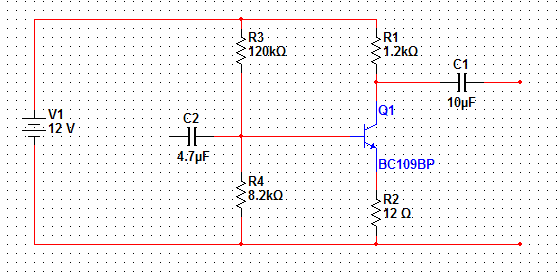 R3
120kΩ
R1
1.2kΩ
C1
10µF
V1
12 V
C2
4.7µF
Q1
BC109BP
R4
8.2kΩ
R2
12 Ω